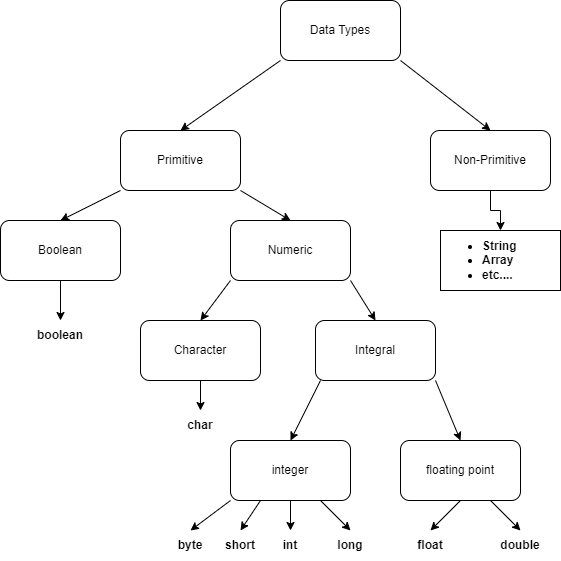 Data Types
Primitive
Non-Primitive
Boolean
Numeric
String
Array
etc....
boolean
Character
Integral
char
integer
floating point
byte
short
int
long
float
double